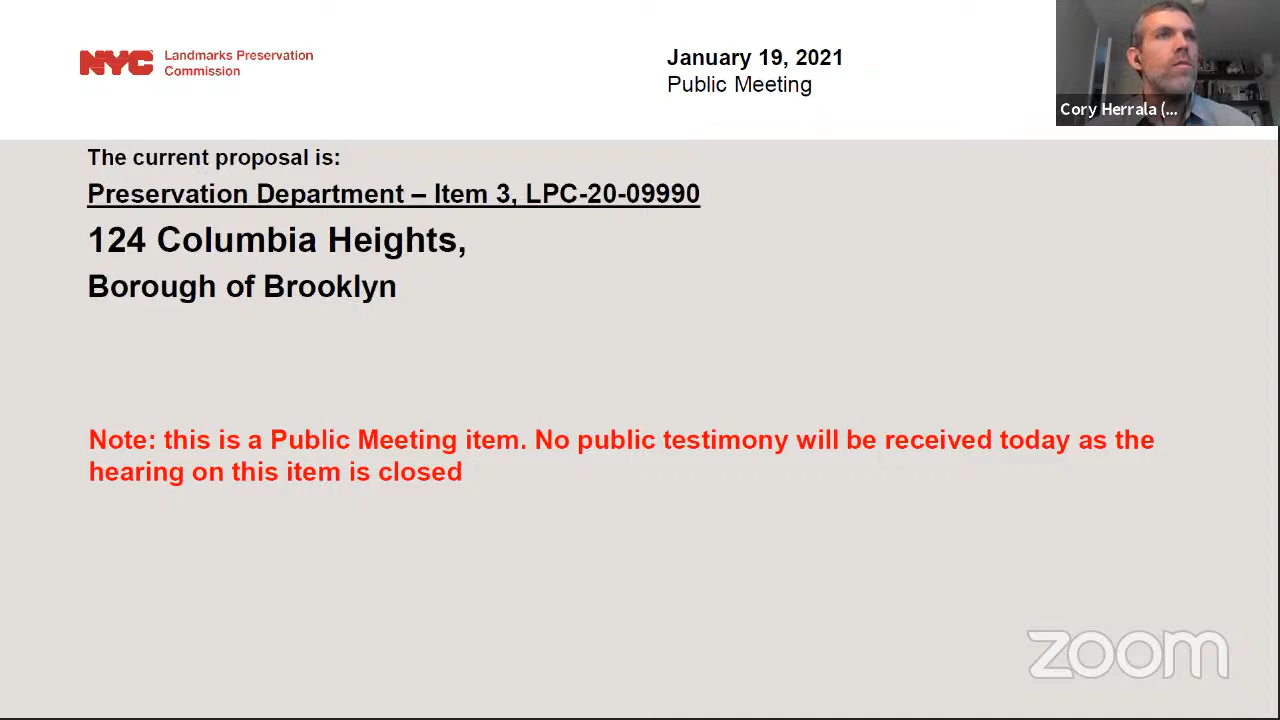 NYC Landmarks Preservation
Commission
January 19, 2021
Public Meeting
Cory Herrala (...
The current proposal is:
Preservation Department – Item 3, LPC-20-09990
124 Columbia Heights,
Borough of Brooklyn
Note: this is a Public Meeting item. No public testimony will be received today as the
hearing on this item is closed
zoom